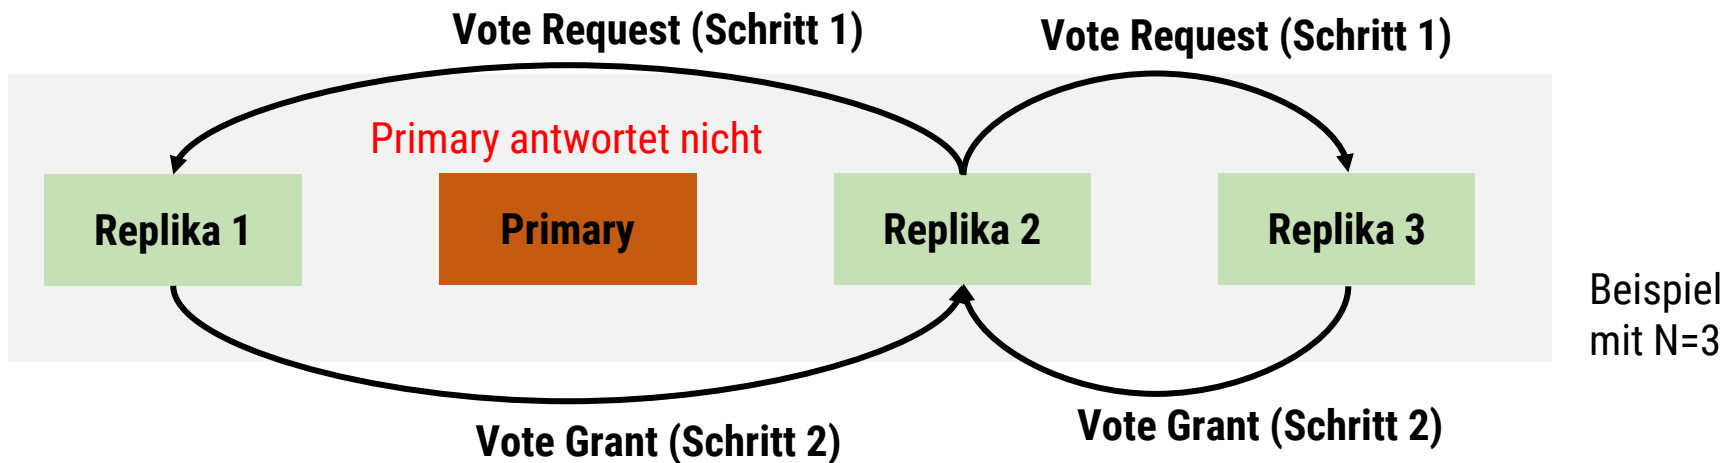 Vote Request (Schritt 1)
Vote Request (Schritt 1)
Primary antwortet nicht
Replika 1
Primary
Replika 2
Replika 3
Beispiel
mit N=3
Vote Grant (Schritt 2)
Vote Grant (Schritt 2)